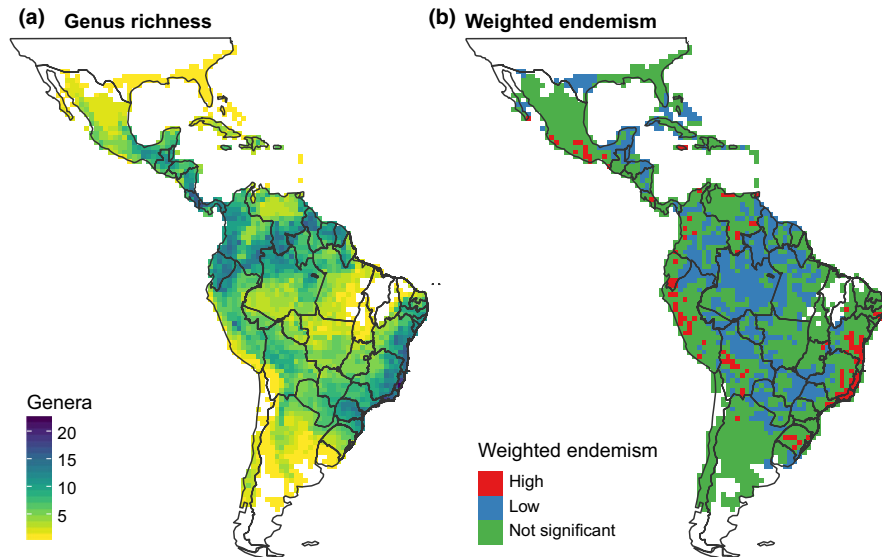 (a) Genus richness
(b) Weighted endemism
Genera
20
15
10
5
Weighted endemism
High
Low
Not significant